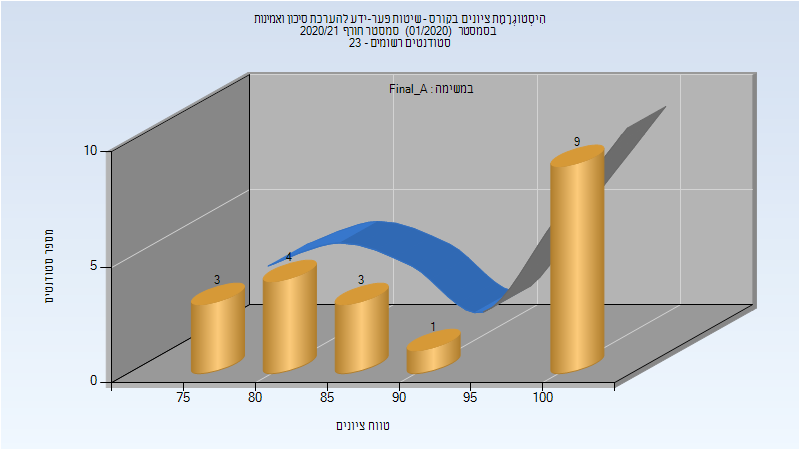 היסטוגרמת ציונים בקורס - שיטות פער-ידע להערכת סיכון ואמינות
בסמסטר (01/2020) סמסטר חורף 2020/21
סטודנטים רשומים - 23
במשימה : Final_A
מספר סטודנטים
10
5
0
3
4
3
1
9
75 80 85 90 95 100
טווח ציונים